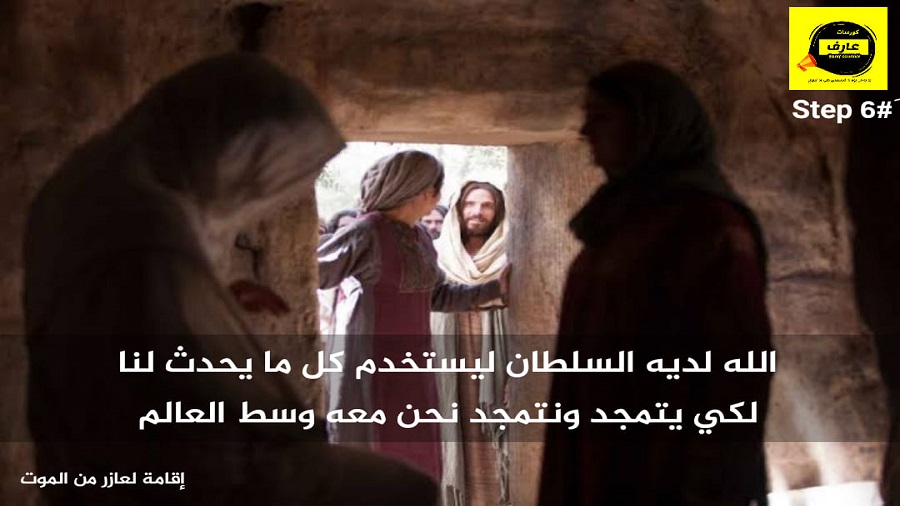 كورسات
عارف
Step 6#
الله لديه السلطان ليستخدم كل ما يحدث لنا
لكي يتمجد ونتمجد نحن معه وسط العالم
إقامة لعازر من الموت